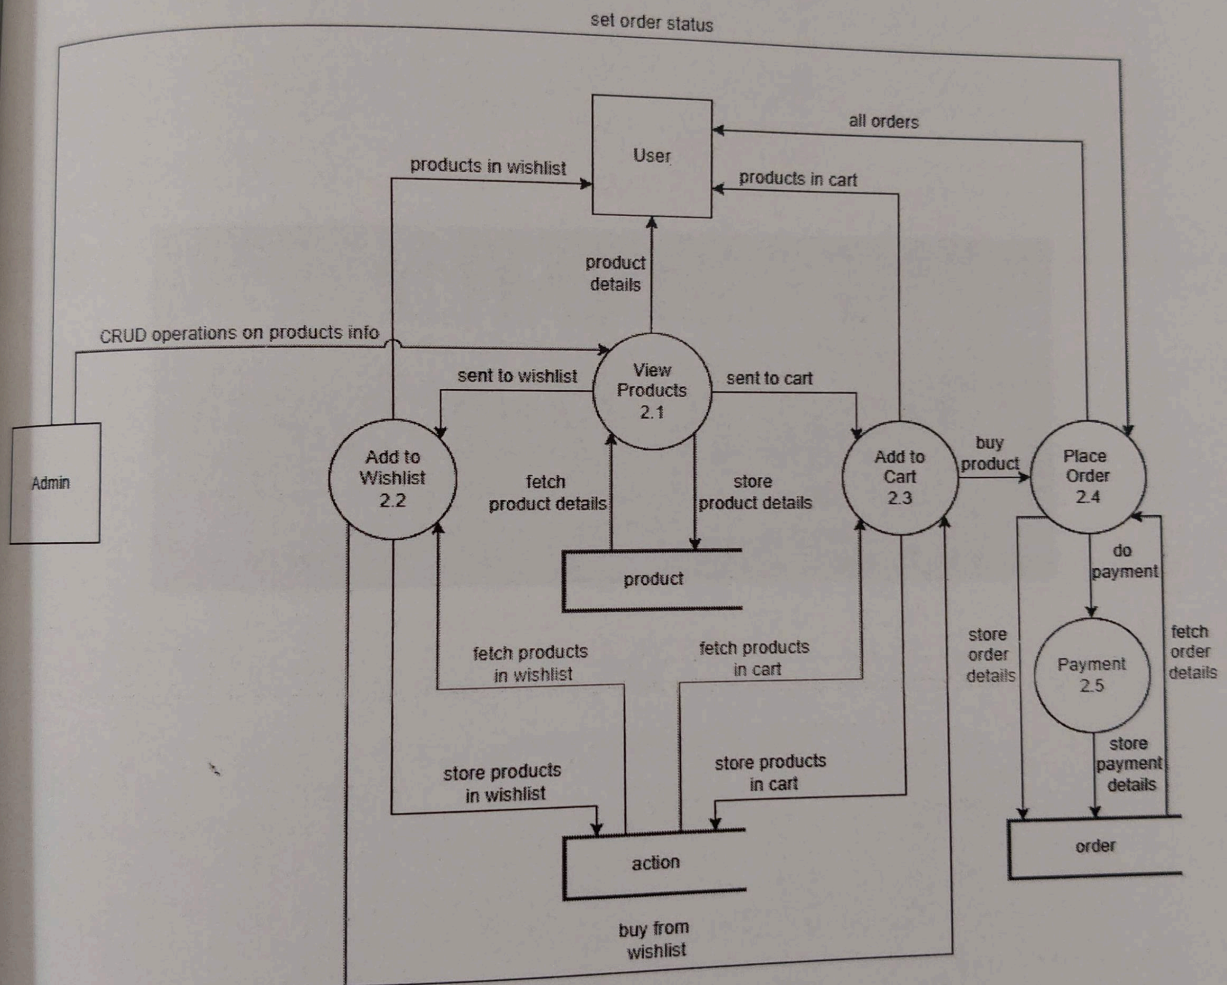 set order status
all orders
User
products in wishlist
products in cart
product
details
CRUD operations on products info
View
Products
2.1
sent to wishlist
sent to cart
Admin
Add to
Wishlist
2.2
fetch
product details
store
product details
Add to
Cart
2.3
buy
product
Place
Order
2.4
do
payment
product
fetch products
in wishlist
fetch products
in cart
store
order
details
Payment
2.5
fetch
order
details
store products
in wishlist
store products
in cart
store
payment
details
action
order
buy from
wishlist